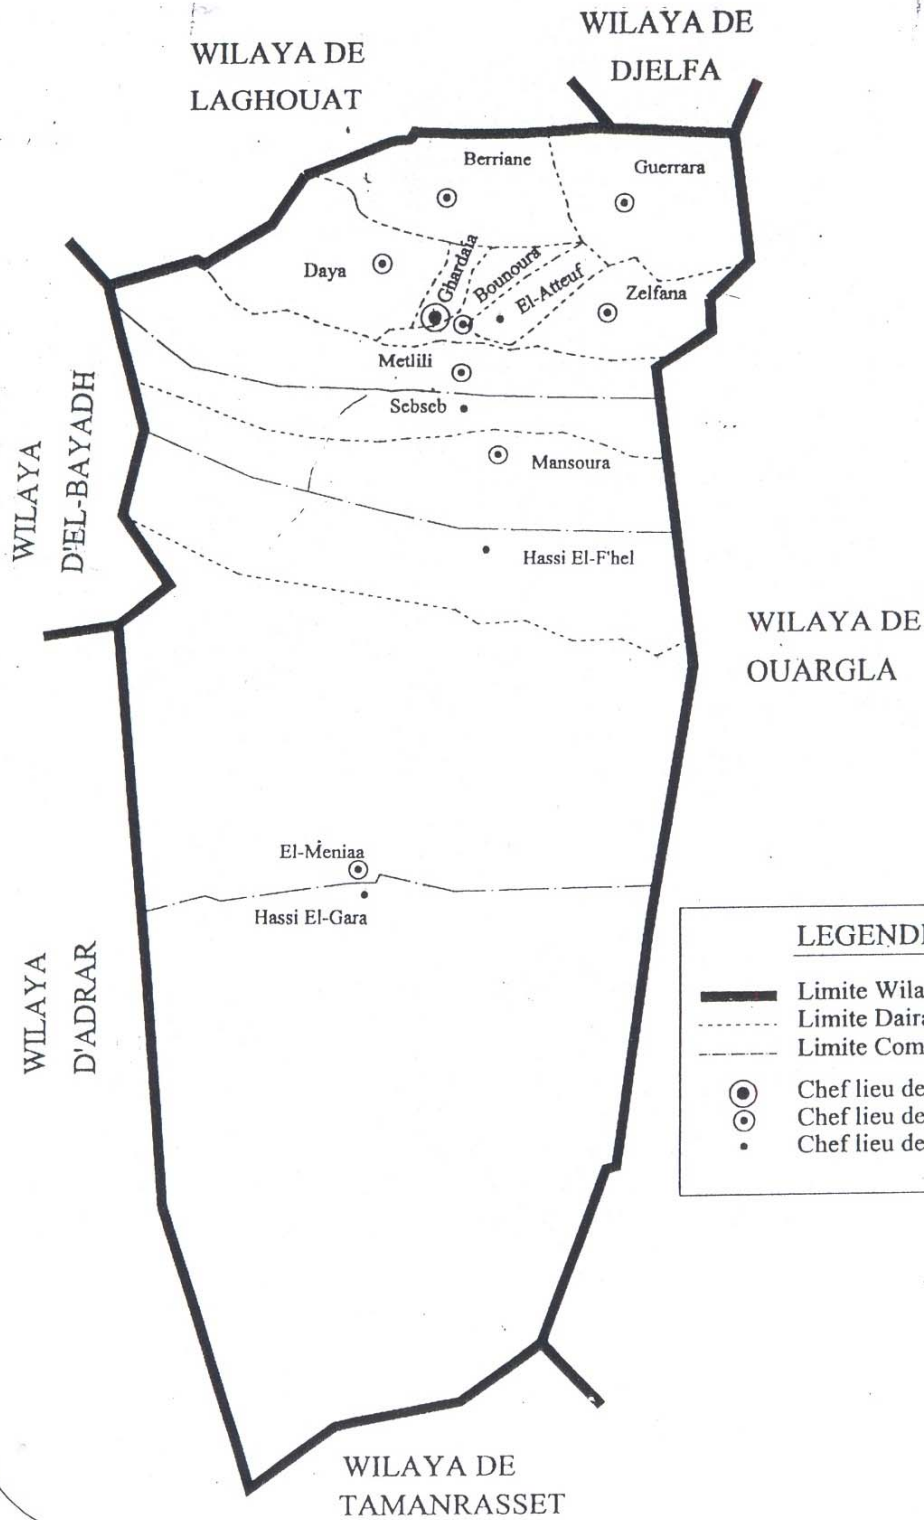 WILAYA DE
LAGHOUAT
WILAYA DE
DJELFA
Berriane
Guerrara
Daya
Ghardaïa
Bounoura
El-Atteuf
Zelfana
Metlili
Sebseb
Mansoura
Hassi El-F'hel
WILAYA
D'EL-BAYADH
WILAYA DE
OUARGLA
El-Meniaa
Hassi El-Gara
WILAYA
D'ADRAR
LEGENDE
Limite Wila
Limite Daira
Limite Com
Chef lieu de
Chef lieu de
Chef lieu de
WILAYA DE
TAMANRASSET